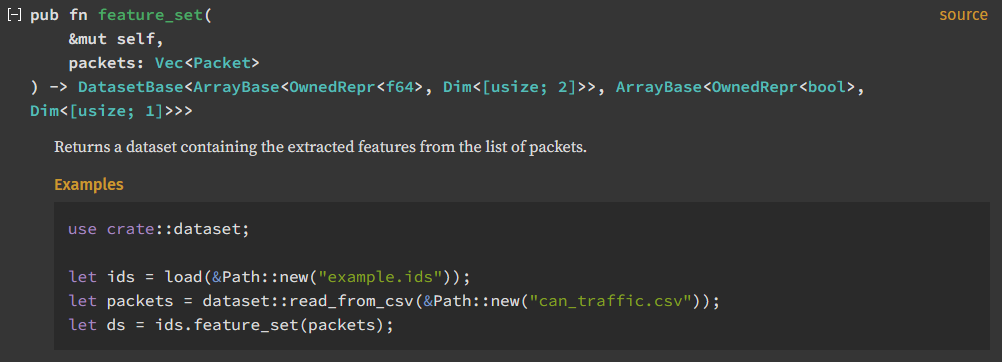 [-] pub fn feature_set( source
&mut self,
packets: Vec<Packet>
) -> DatasetBase<ArrayBase<OwnedRepr<f64>, Dim<[usize; 2]>>, ArrayBase<OwnedRepr<bool>,
Dim<[usize; 1]>>>
Returns a dataset containing the extracted features from the list of packets.
Examples
use crate::dataset;
let ids = load(&Path::new("example.ids"));
let packets = dataset::read_from_csv(&Path::new("can_traffic.csv"));
let ds = ids.feature_set(packets);